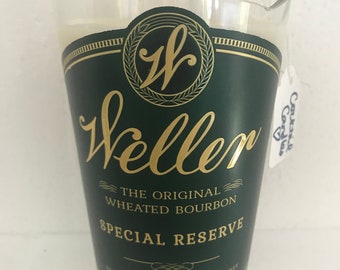 W
Weller
THE ORIGINAL
WHEATED BOURBON
SPECIAL RESERVE